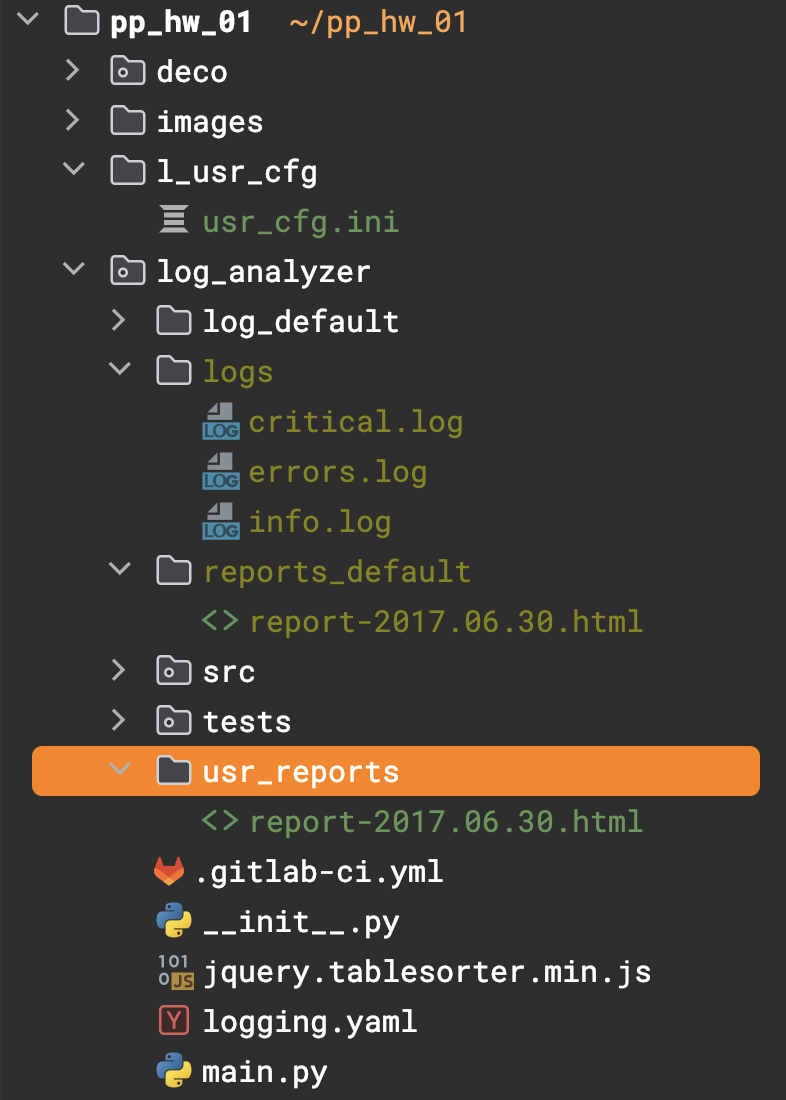 pp_hw_01 ~/pp_hw_01
deco
images
l_usr_cfg
usr_cfg.ini
log_analyzer
log_default
logs
LOG critical.log
LOG errors.log
LOG info.log
reports_default
<> report-2017.06.30.html
src
tests
usr_reports
<> report-2017.06.30.html
.gitlab-ci.yml
__init__.py
101 0 JS jquery.tablesorter.min.js
Y logging.yaml
main.py